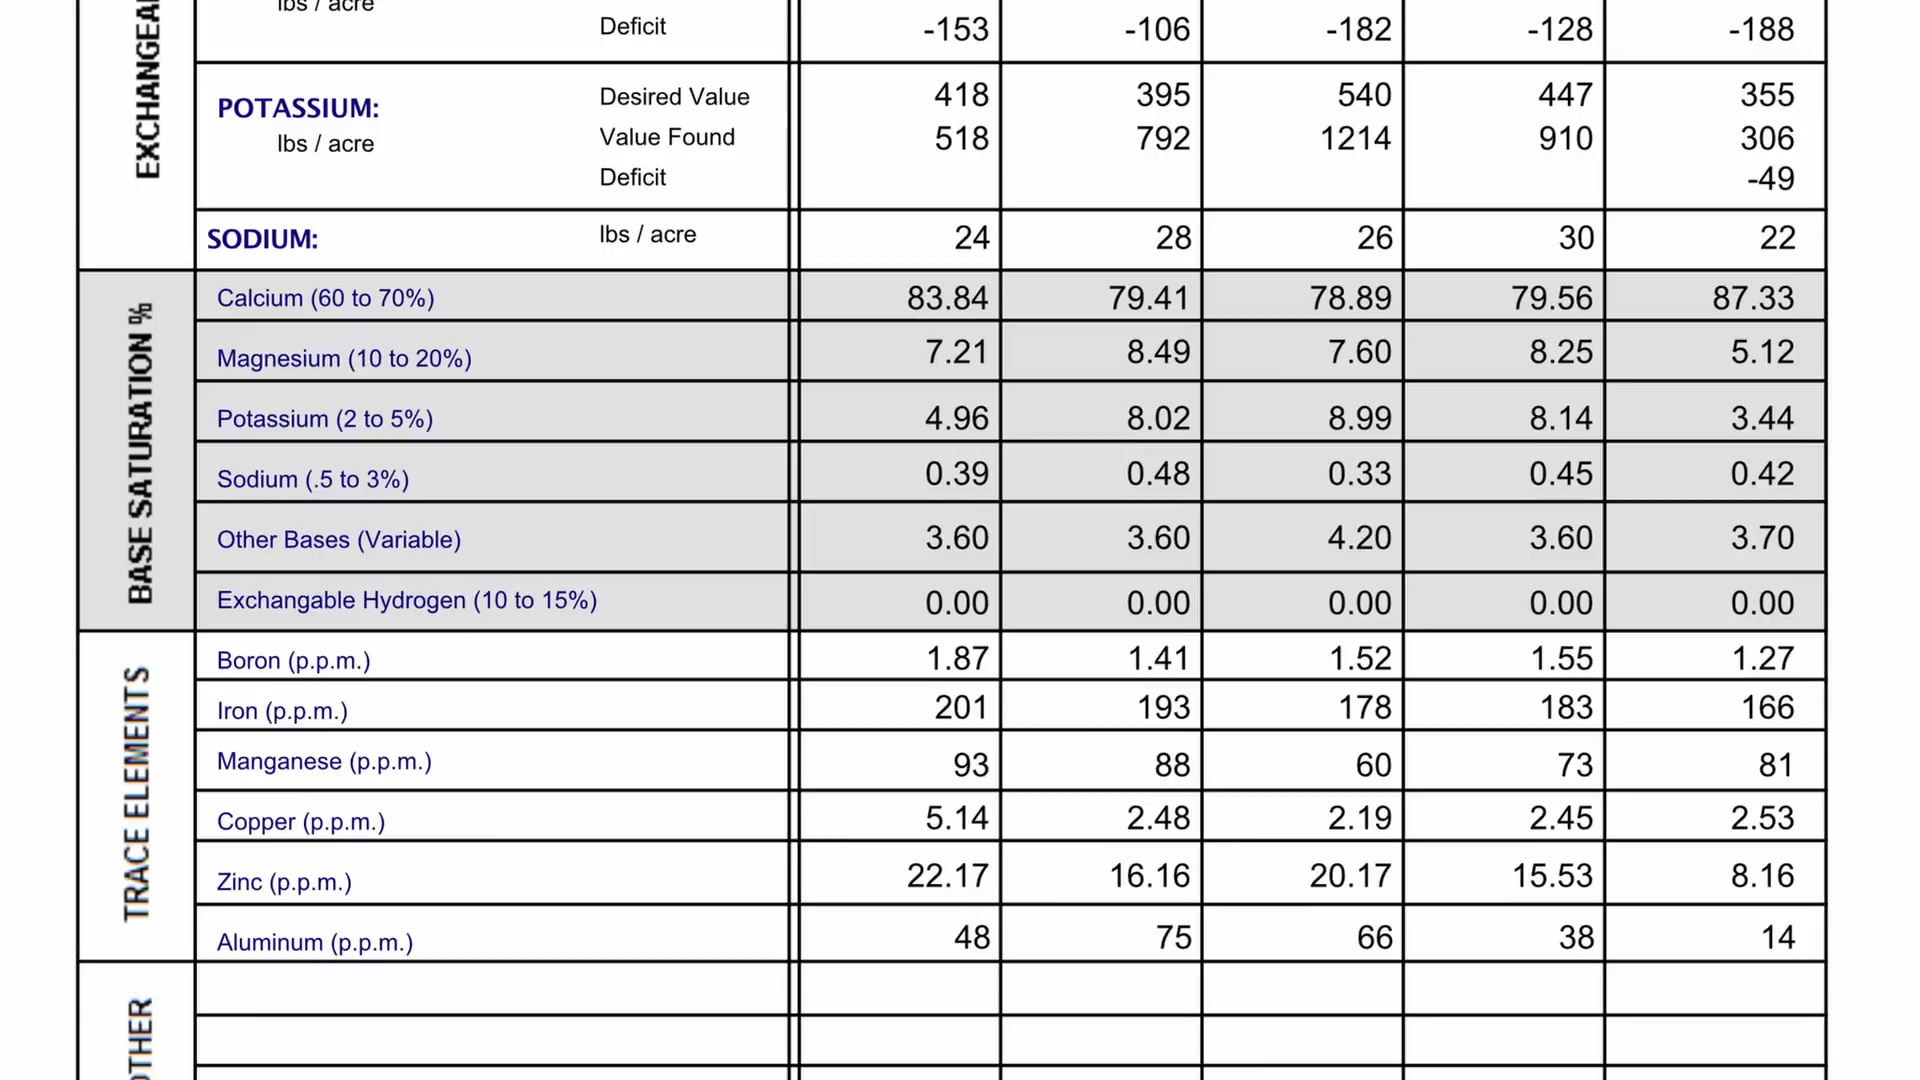 EXCHANGEA
lbs / acre
Deficit -153 -106 -182 -128 -188
POTASSIUM: Desired Value 418 395 540 447 355
lbs / acre Value Found 518 792 1214 910 306
Deficit -49
SODIUM: lbs / acre 24 28 26 30 22
BASE SATURATION %
Calcium (60 to 70%) 83.84 79.41 78.89 79.56 87.33
Magnesium (10 to 20%) 7.21 8.49 7.60 8.25 5.12
Potassium (2 to 5%) 4.96 8.02 8.99 8.14 3.44
Sodium (.5 to 3%) 0.39 0.48 0.33 0.45 0.42
Other Bases (Variable) 3.60 3.60 4.20 3.60 3.70
Exchangable Hydrogen (10 to 15%) 0.00 0.00 0.00 0.00 0.00
TRACE ELEMENTS
Boron (p.p.m.) 1.87 1.41 1.52 1.55 1.27
Iron (p.p.m.) 201 193 178 183 166
Manganese (p.p.m.) 93 88 60 73 81
Copper (p.p.m.) 5.14 2.48 2.19 2.45 2.53
Zinc (p.p.m.) 22.17 16.16 20.17 15.53 8.16
Aluminum (p.p.m.) 48 75 66 38 14
OTHER